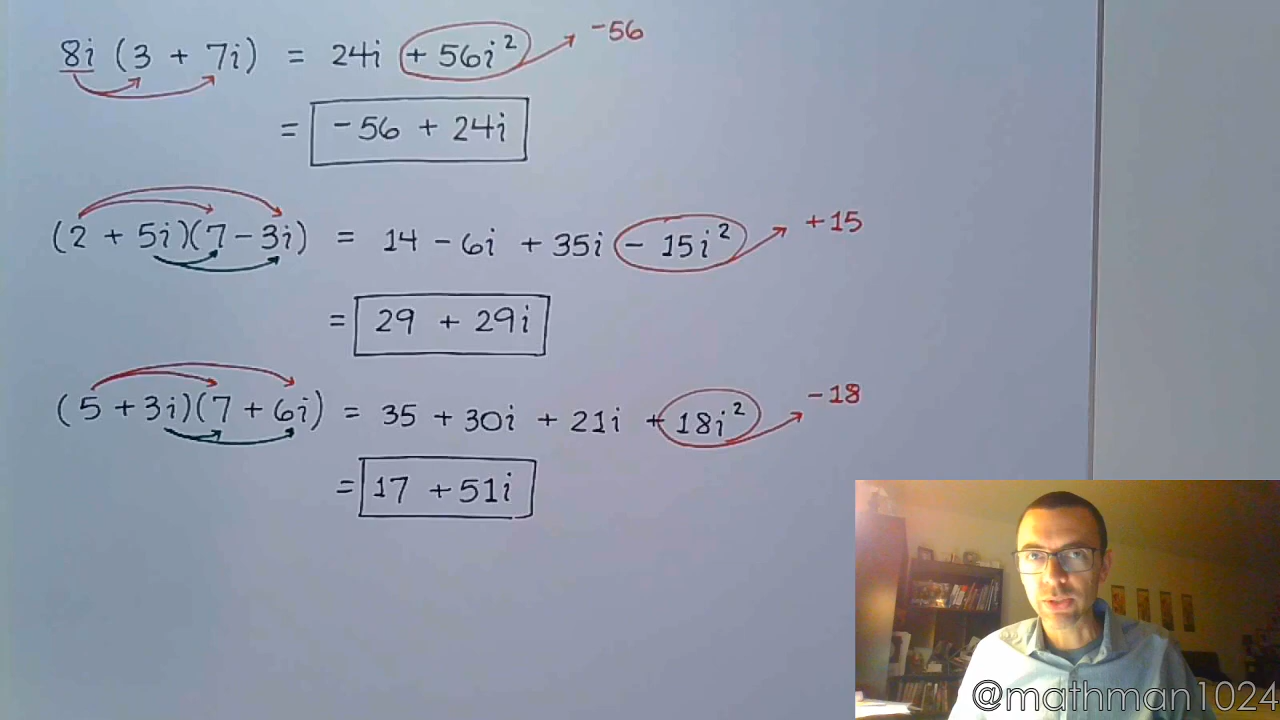 8i (3 + 7i) = 24i + 56i² -56
= -56 + 24i
(2 + 5i)(7 - 3i) = 14 - 6i + 35i - 15i² +15
= 29 + 29i
(5 + 3i)(7 + 6i) = 35 + 30i + 21i + 18i² -18
= 17 + 51i
@mathman1024